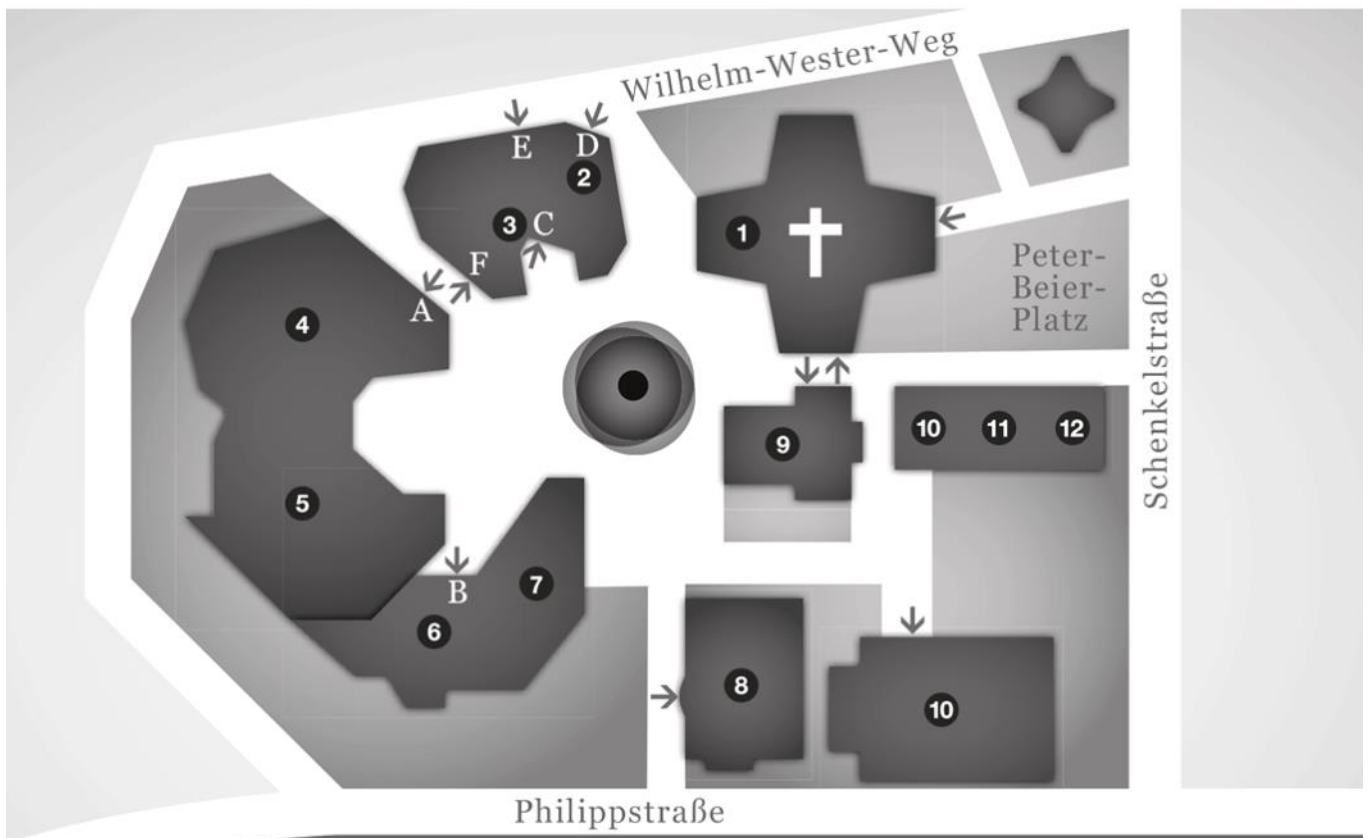 Wilhelm-Wester-Weg
E
D
2
3
C
1
F
A
Peter-
Beier-
Platz
Schenkelstraße
4
9
10
11
12
5
B
7
6
8
10
Philippstraße